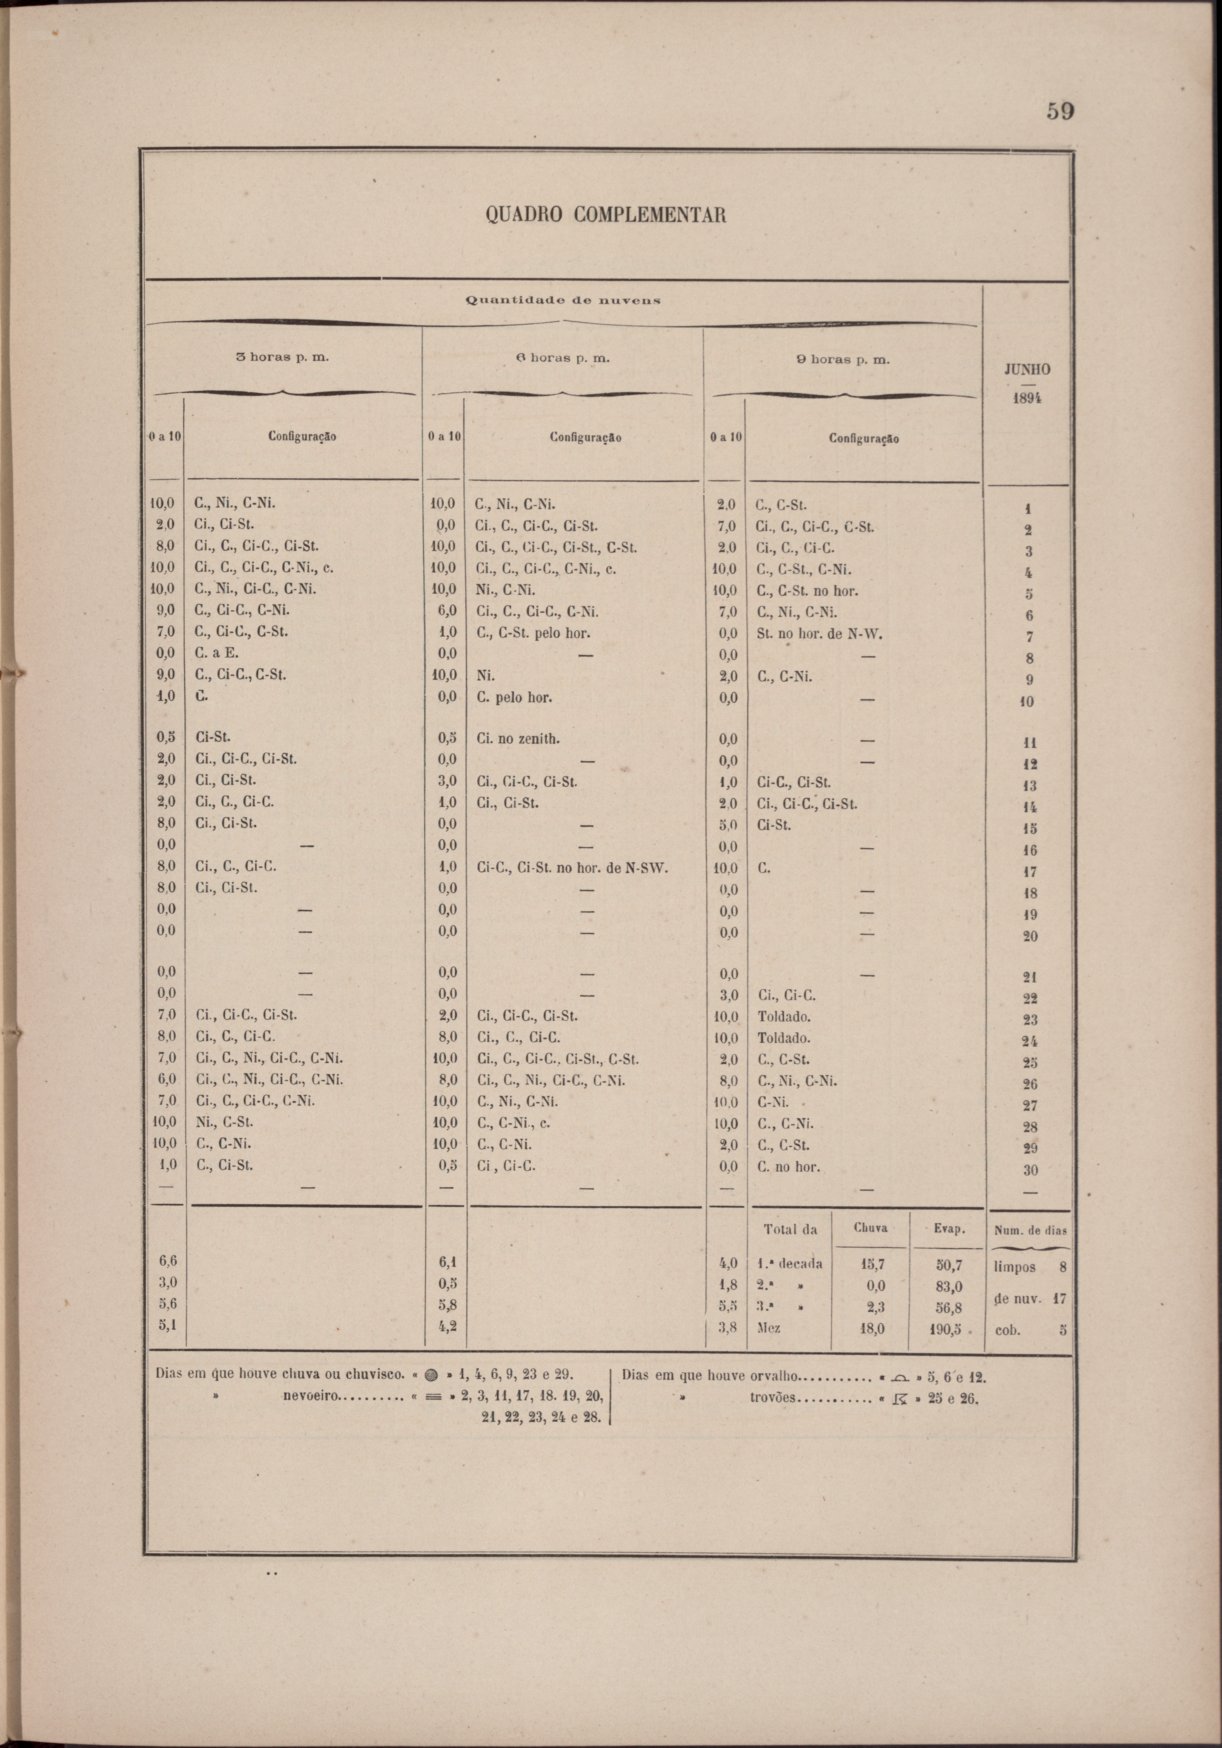 59
QUADRO COMPLEMENTAR
Quantidade de nuvens
3 horas p. m. 6 horas p. m. 9 horas p. m. JUNHO
1894
0 a 10 Configuração 0 a 10 Configuração 0 a 10 Configuração
10,0 C., Ni., C-Ni. 10,0 C., Ni., C-Ni. 2,0 C., C-St. 1
2,0 Ci., Ci-St. 0,0 Ci., C., Ci-C., Ci-St. 7,0 Ci., C., Ci-C., C-St. 2
8,0 Ci., C., Ci-C., Ci-St. 10,0 Ci., C., Ci-C., Ci-St., C-St. 2,0 Ci., C., Ci-C. 3
10,0 Ci., C., Ci-C., C-Ni., c. 10,0 Ci., C., Ci-C., C-Ni., c. 10,0 C., C-St., C-Ni. 4
10,0 C., Ni., Ci-C., C-Ni. 10,0 Ni., C-Ni. 10,0 C., C-St. no hor. 5
9,0 C., Ci-C., C-Ni. 6,0 Ci., C., Ci-C., C-Ni. 7,0 C., Ni., C-Ni. 6
7,0 C., Ci-C., C-St. 1,0 C., C-St. pelo hor. 0,0 St. no hor. de N-W. 7
0,0 C. a E. 0,0 — 0,0 — 8
9,0 C., Ci-C., C-St. 10,0 Ni. 2,0 C., C-Ni. 9
1,0 C. 0,0 C. pelo hor. 0,0 — 10
0,5 Ci-St. 0,5 Ci. no zenith. 0,0 — 11
2,0 Ci., Ci-C., Ci-St. 0,0 — 0,0 — 12
2,0 Ci., Ci-St. 3,0 Ci., Ci-C., Ci-St. 1,0 Ci-C., Ci-St. 13
2,0 Ci., C., Ci-C. 1,0 Ci., Ci-St. 2,0 Ci., Ci-C., Ci-St. 14
8,0 Ci., Ci-St. 0,0 — 5,0 Ci-St. 15
0,0 — 0,0 — 0,0 — 16
8,0 Ci., C., Ci-C. 1,0 Ci-C., Ci-St. no hor. de N-SW. 10,0 C. 17
8,0 Ci., Ci-St. 0,0 — 0,0 — 18
0,0 — 0,0 — 0,0 — 19
0,0 — 0,0 — 0,0 — 20
0,0 — 0,0 — 0,0 — 21
0,0 — 0,0 — 3,0 Ci., Ci-C. 22
7,0 Ci., Ci-C., Ci-St. 2,0 Ci., Ci-C., Ci-St. 10,0 Toldado. 23
8,0 Ci., C., Ci-C. 8,0 Ci., C., Ci-C. 10,0 Toldado. 24
7,0 Ci., C., Ni., Ci-C., C-Ni. 10,0 Ci., C., Ci-C., Ci-St., C-St. 2,0 C., C-St. 25
6,0 Ci., C., Ni., Ci-C., C-Ni. 8,0 Ci., C., Ni., Ci-C., C-Ni. 8,0 C., Ni., C-Ni. 26
7,0 Ci., C., Ci-C., C-Ni. 10,0 C., Ni., C-Ni. 10,0 C-Ni. 27
10,0 Ni., C-St. 10,0 C., C-Ni., c. 10,0 C., C-Ni. 28
10,0 C., C-Ni. 10,0 C., C-Ni. 2,0 C., C-St. 29
1,0 C., Ci-St. 0,5 Ci , Ci-C. 0,0 C. no hor. 30
— — — — — — —
Total da Chuva Evap. Num. de dias
6,6 6,1 4,0 1.ª decada 15,7 50,7 limpos 8
3,0 0,5 1,8 2.ª » 0,0 83,0
5,6 5,8 5,5 3.ª » 2,3 56,8 de nuv. 17
5,1 4,2 3,8 Mez 18,0 190,5 cob. 5
Dias em que houve chuva ou chuvisco. « » 1, 4, 6, 9, 23 e 29. Dias em que houve orvalho........... « » 5, 6 e 12.
» nevoeiro.......... « » 2, 3, 11, 17, 18. 19, 20, » trovões........... « » 25 e 26.
21, 22, 23, 24 e 28.